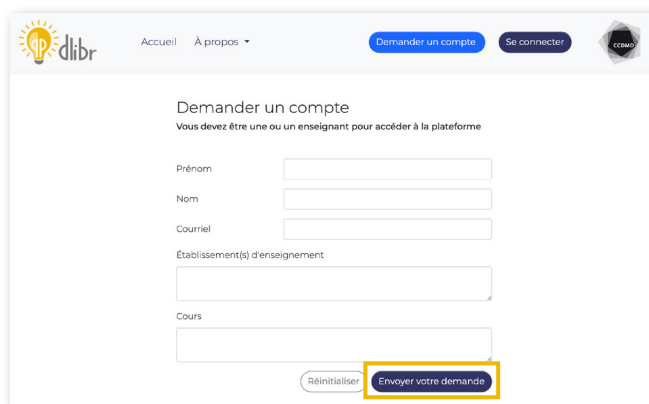 dlibr
Accueil
À propos
Demander un compte
Se connecter
CCDMD
Demander un compte
Vous devez être une ou un enseignant pour accéder à la plateforme
Prénom
Nom
Courriel
Établissement(s) d'enseignement
Cours
Réinitialiser
Envoyer votre demande